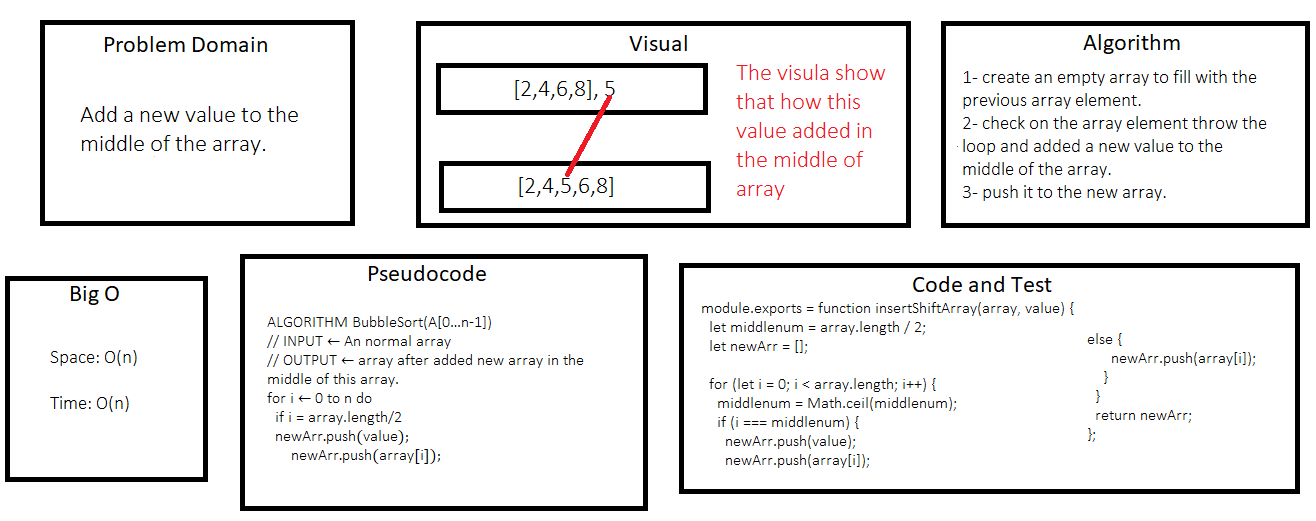 Problem Domain
Add a new value to the
middle of the array.
Visual
[2,4,6,8], 5
[2,4,5,6,8]
The visula show
that how this
value added in
the middle of
array
Algorithm
1- create an empty array to fill with the
previous array element.
2- check on the array element throw the
loop and added a new value to the
middle of the array.
3- push it to the new array.
Big O
Space: O(n)
Time: O(n)
Pseudocode
ALGORITHM BubbleSort(A[0...n-1])
// INPUT ← An normal array
// OUTPUT ← array after added new array in the
middle of this array.
for i ← 0 to n do
if i = array.length/2
newArr.push(value);
newArr.push(array[i]);
Code and Test
module.exports = function insertShiftArray(array, value) {
let middlenum = array.length / 2;
let newArr = [];
for (let i = 0; i < array.length; i++) {
middlenum = Math.ceil(middlenum);
if (i === middlenum) {
newArr.push(value);
newArr.push(array[i]);
else {
newArr.push(array[i]);
}
}
return newArr;
};